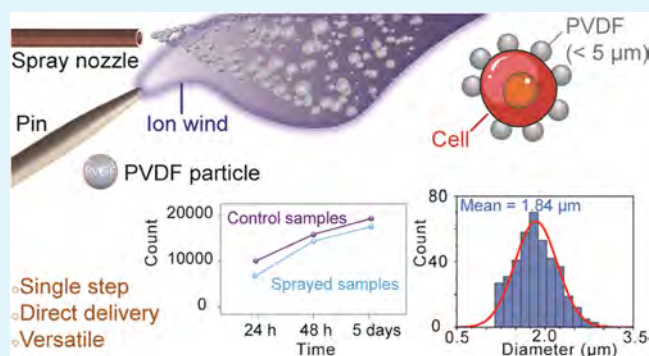 Spray nozzle
Pin
Ion wind
PVDF
(< 5 µm)
Cell
PVDF
PVDF particle
Single step
Direct delivery
Versatile
Count
20000
10000
0
Control samples
Sprayed samples
24 h 48 h 5 days
Time
Count
80
40
0
Mean = 1.84 µm
0.5 2.0 3.5
Diameter (µm)